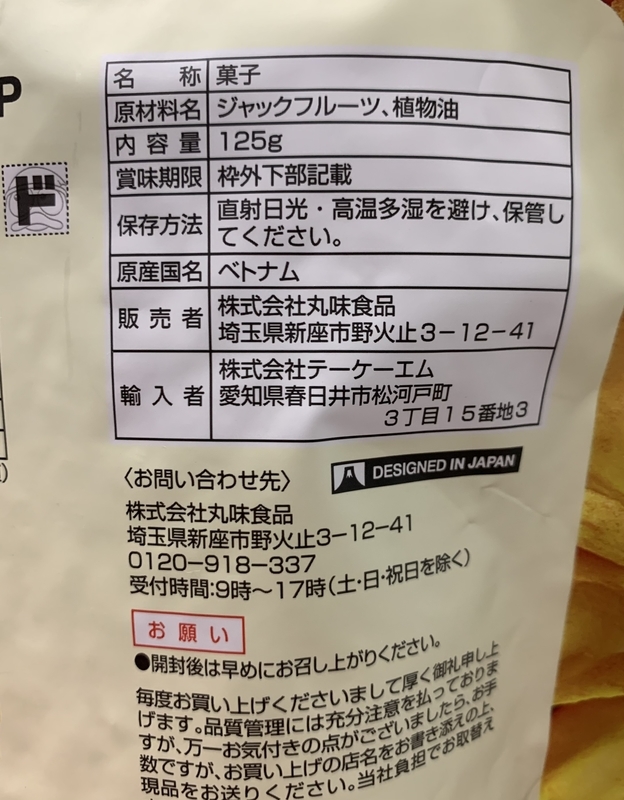 P
ド
名 称 菓子
原材料名 ジャックフルーツ、植物油
内容量 125g
賞味期限 枠外下部記載
保存方法 直射日光・高温多湿を避け、保管し
てください。
原産国名 ベトナム
販売者 株式会社丸味食品
埼玉県新座市野火止3-12-41
輸入者 株式会社テーケーエム
愛知県春日井市松河戸町
3丁目15番地3
〈お問い合わせ先〉
DESIGNED IN JAPAN
株式会社丸味食品
埼玉県新座市野火止3-12-41
0120-918-337
受付時間:9時〜17時(土・日・祝日を除く)
お願い
●開封後は早めにお召し上がりください。
毎度お買い上げくださいまして厚く御礼申し上
げます。品質管理には充分注意を払っておりま
すが、万一お気付きの点がございましたら、お手
数ですが、お買い上げの店名をお書き添えの上、
現品をお送りください。当社負担でお取替え